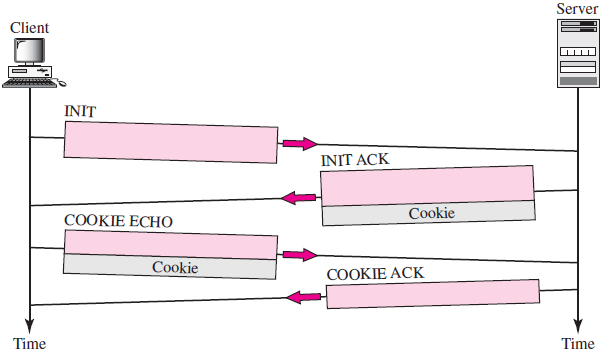 Server
Client
INIT
INIT ACK
Cookie
COOKIE ECHO
Cookie
COOKIE ACK
Time
Time